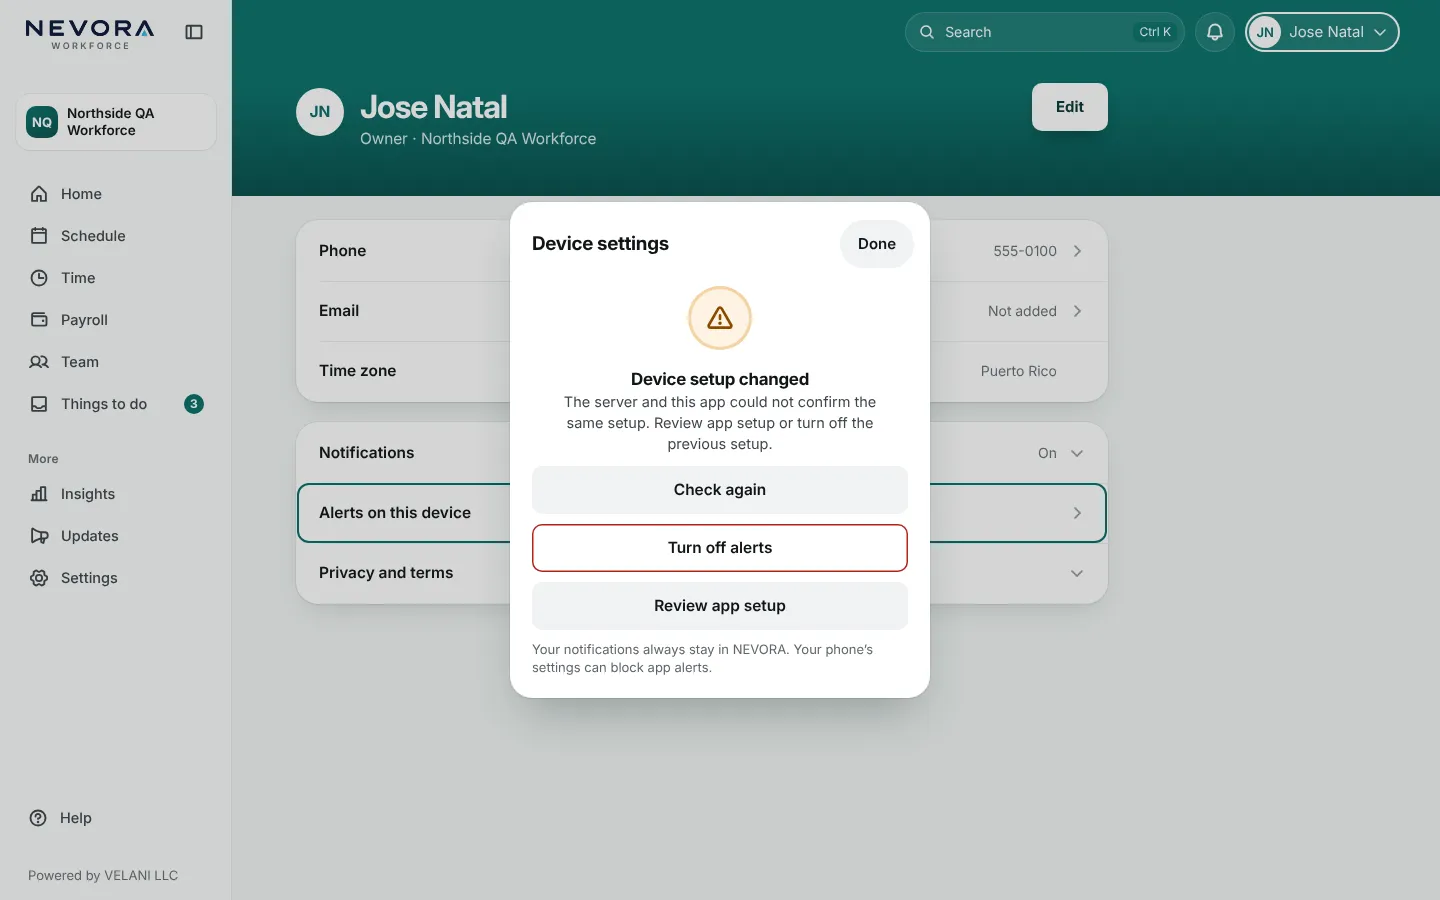 NEVORA
WORKFORCE
NQ
Northside QA
Workforce
Home
Schedule
Time
Payroll
Team
Things to do
3
More
Insights
Updates
Settings
Help
Powered by VELANI LLC
Search
Ctrl K
JN
Jose Natal
JN
Jose Natal
Owner · Northside QA Workforce
Edit
Phone
555-0100
Email
Not added
Time zone
Puerto Rico
Notifications
On
Alerts on this device
Privacy and terms
Device settings
Done
Device setup changed
The server and this app could not confirm the
same setup. Review app setup or turn off the
previous setup.
Check again
Turn off alerts
Review app setup
Your notifications always stay in NEVORA. Your phone’s
settings can block app alerts.